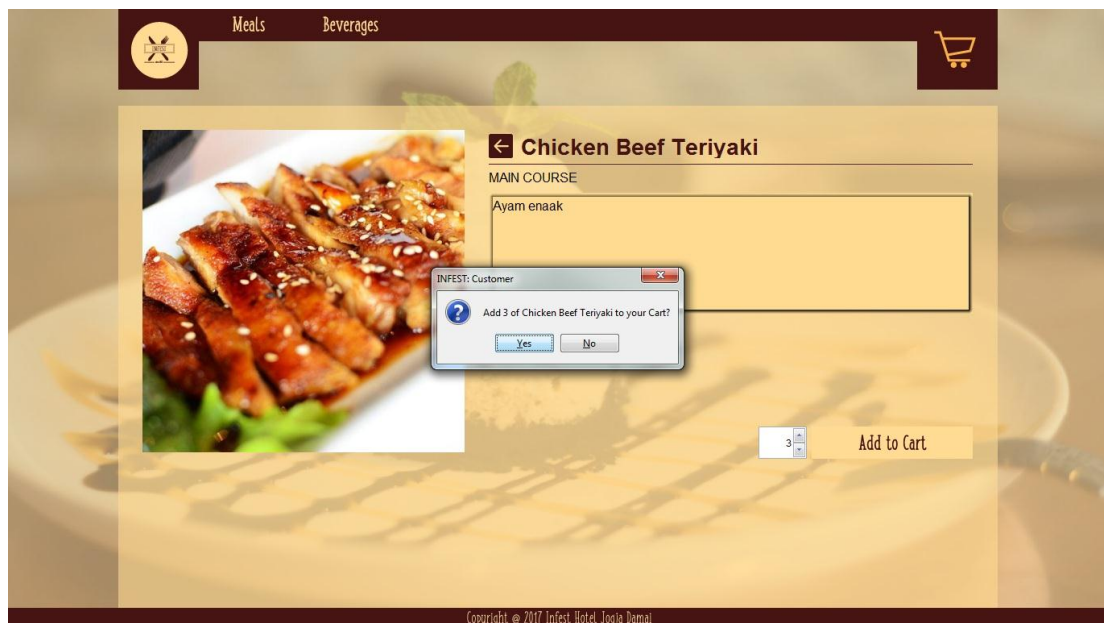 Meals Beverages
INFEST
Chicken Beef Teriyaki
MAIN COURSE
Ayam enaak
INFEST: Customer
Add 3 of Chicken Beef Teriyaki to your Cart?
Yes No
3 Add to Cart
Copyright @ 2017 Infest Hotel Jogja Damai